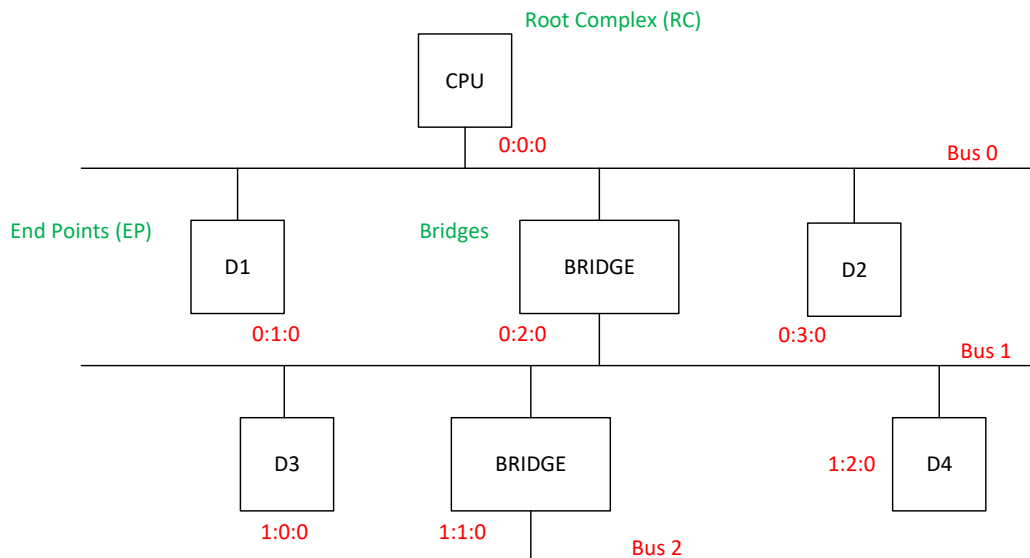 Root Complex (RC)
CPU
0:0:0
Bus 0
End Points (EP)
Bridges
D1
BRIDGE
D2
0:1:0
0:2:0
0:3:0
Bus 1
D3
BRIDGE
1:2:0
D4
1:0:0
1:1:0
Bus 2